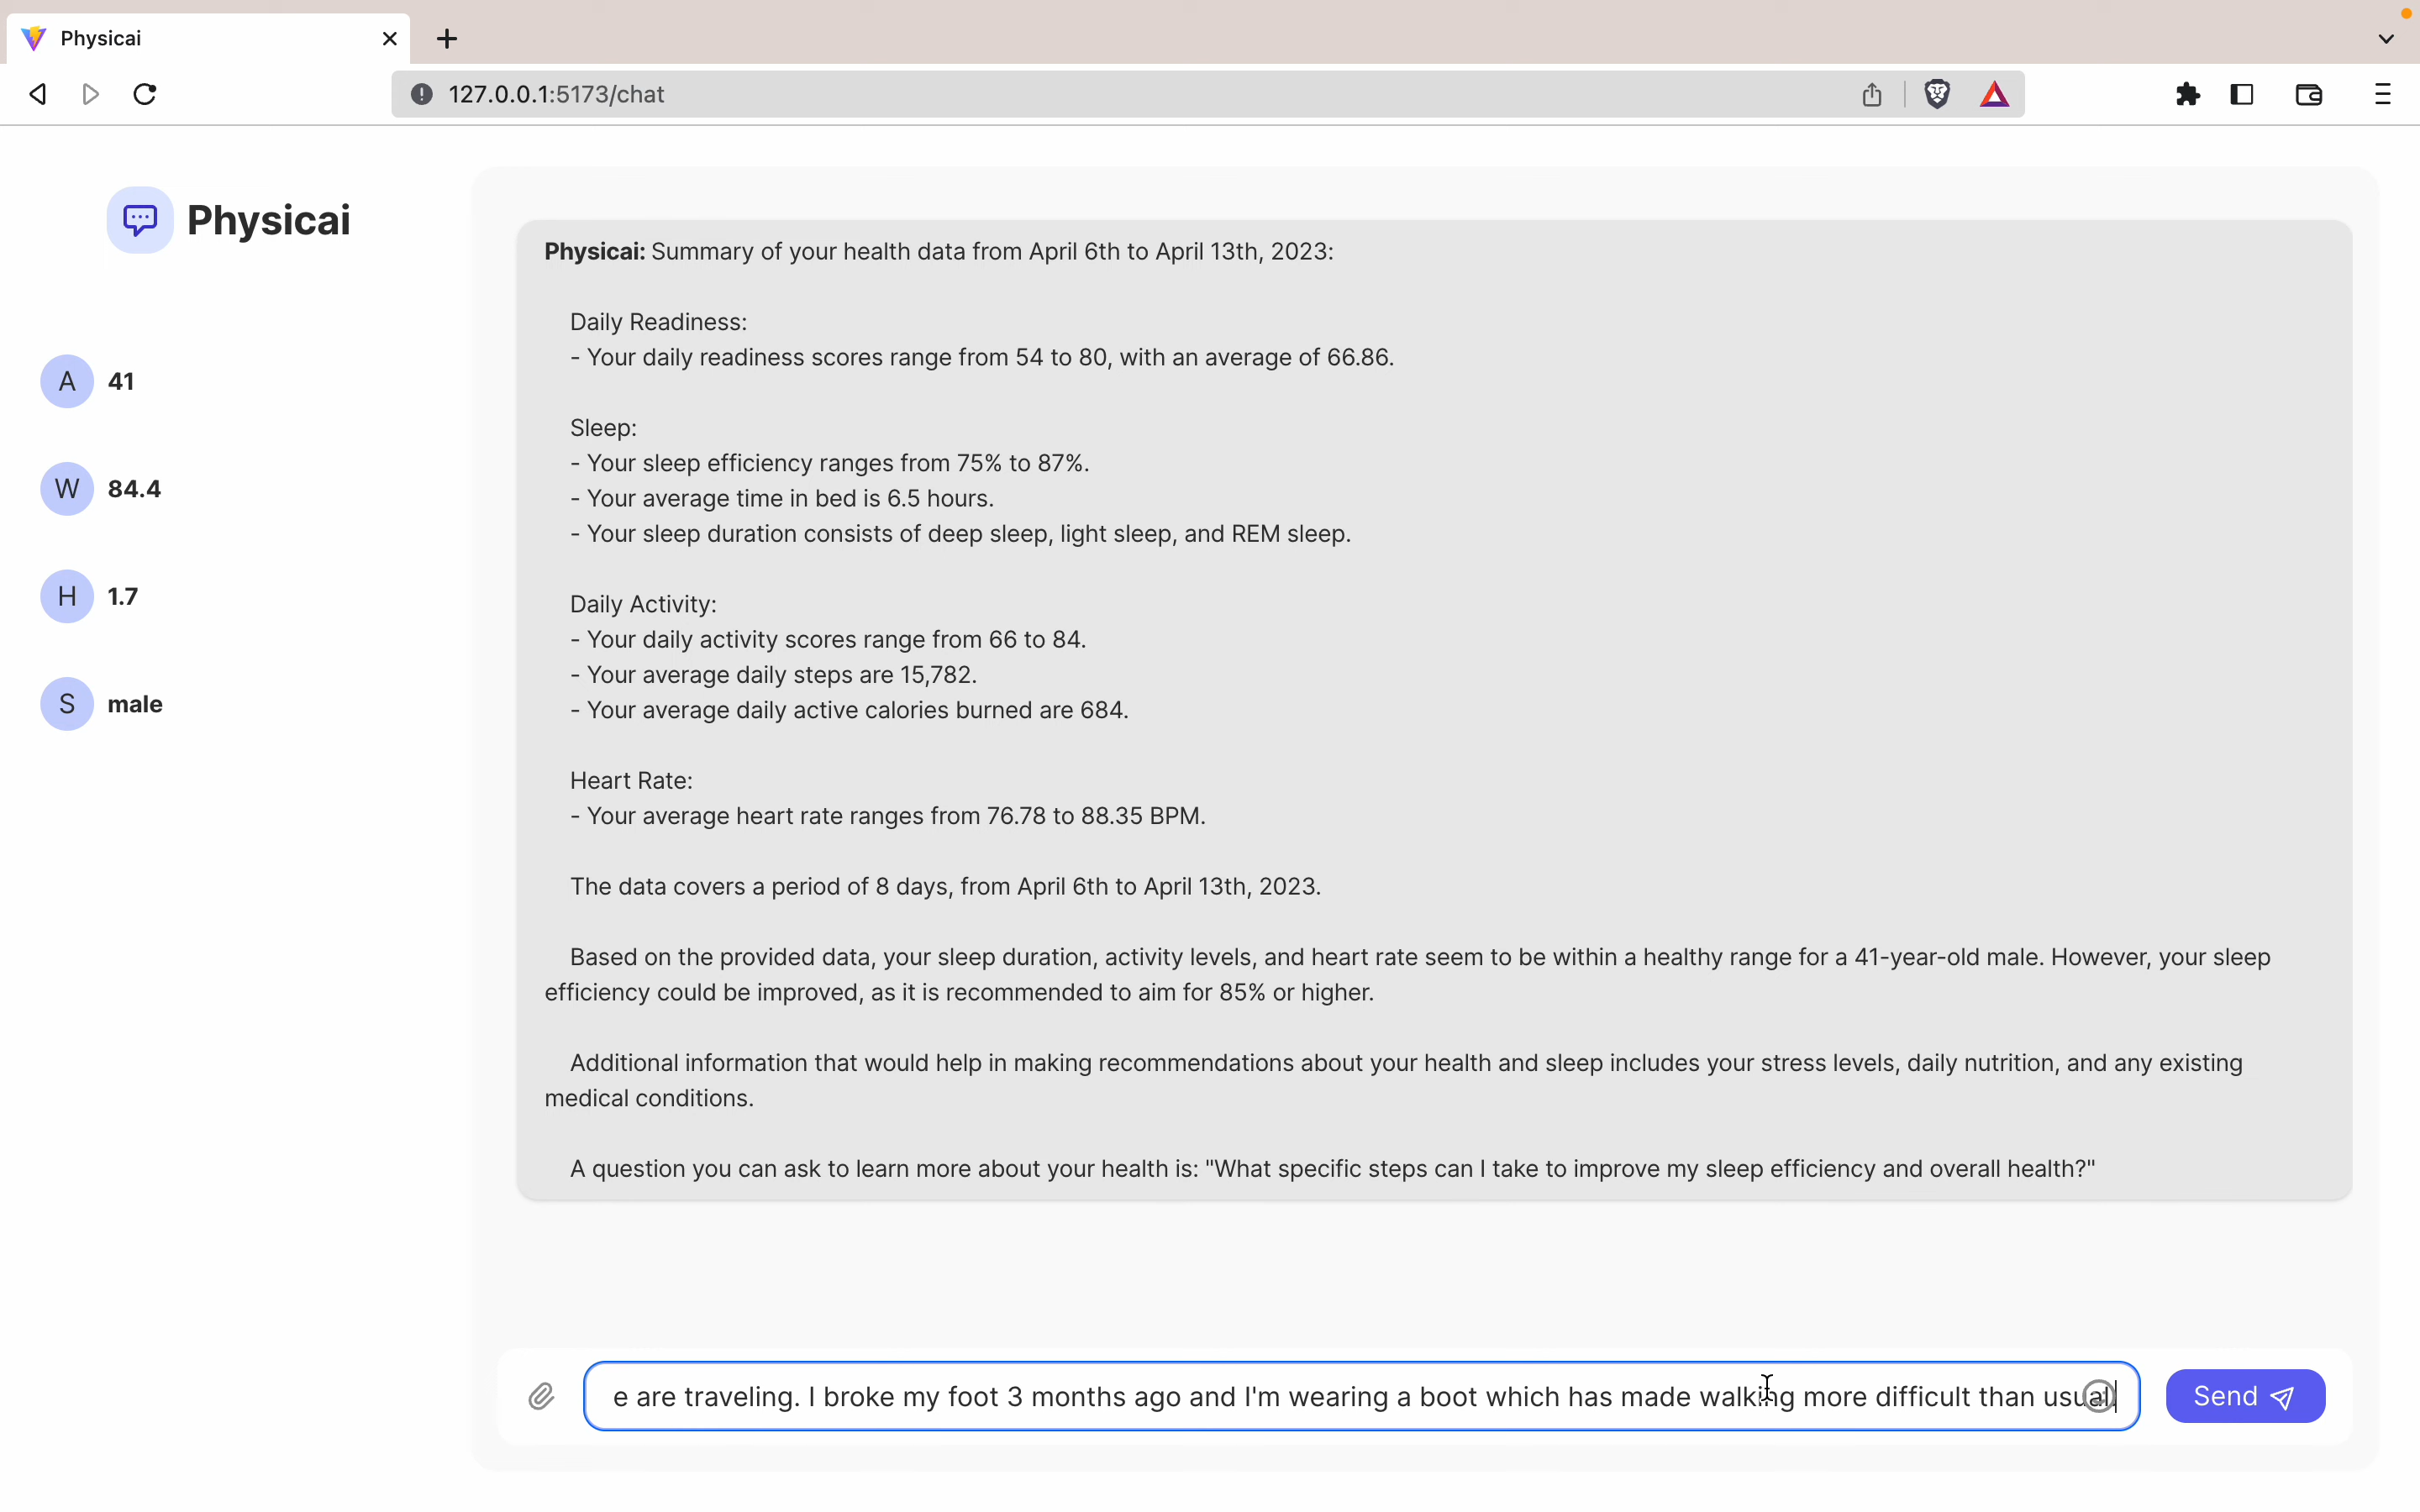 Physicai
127.0.0.1:5173/chat
Physicai
A 41
W 84.4
H 1.7
S male
Physicai: Summary of your health data from April 6th to April 13th, 2023:
Daily Readiness:
- Your daily readiness scores range from 54 to 80, with an average of 66.86.
Sleep:
- Your sleep efficiency ranges from 75% to 87%.
- Your average time in bed is 6.5 hours.
- Your sleep duration consists of deep sleep, light sleep, and REM sleep.
Daily Activity:
- Your daily activity scores range from 66 to 84.
- Your average daily steps are 15,782.
- Your average daily active calories burned are 684.
Heart Rate:
- Your average heart rate ranges from 76.78 to 88.35 BPM.
The data covers a period of 8 days, from April 6th to April 13th, 2023.
Based on the provided data, your sleep duration, activity levels, and heart rate seem to be within a healthy range for a 41-year-old male. However, your sleep
efficiency could be improved, as it is recommended to aim for 85% or higher.
Additional information that would help in making recommendations about your health and sleep includes your stress levels, daily nutrition, and any existing
medical conditions.
A question you can ask to learn more about your health is: "What specific steps can I take to improve my sleep efficiency and overall health?"
e are traveling. I broke my foot 3 months ago and I'm wearing a boot which has made walking more difficult than usual
Send